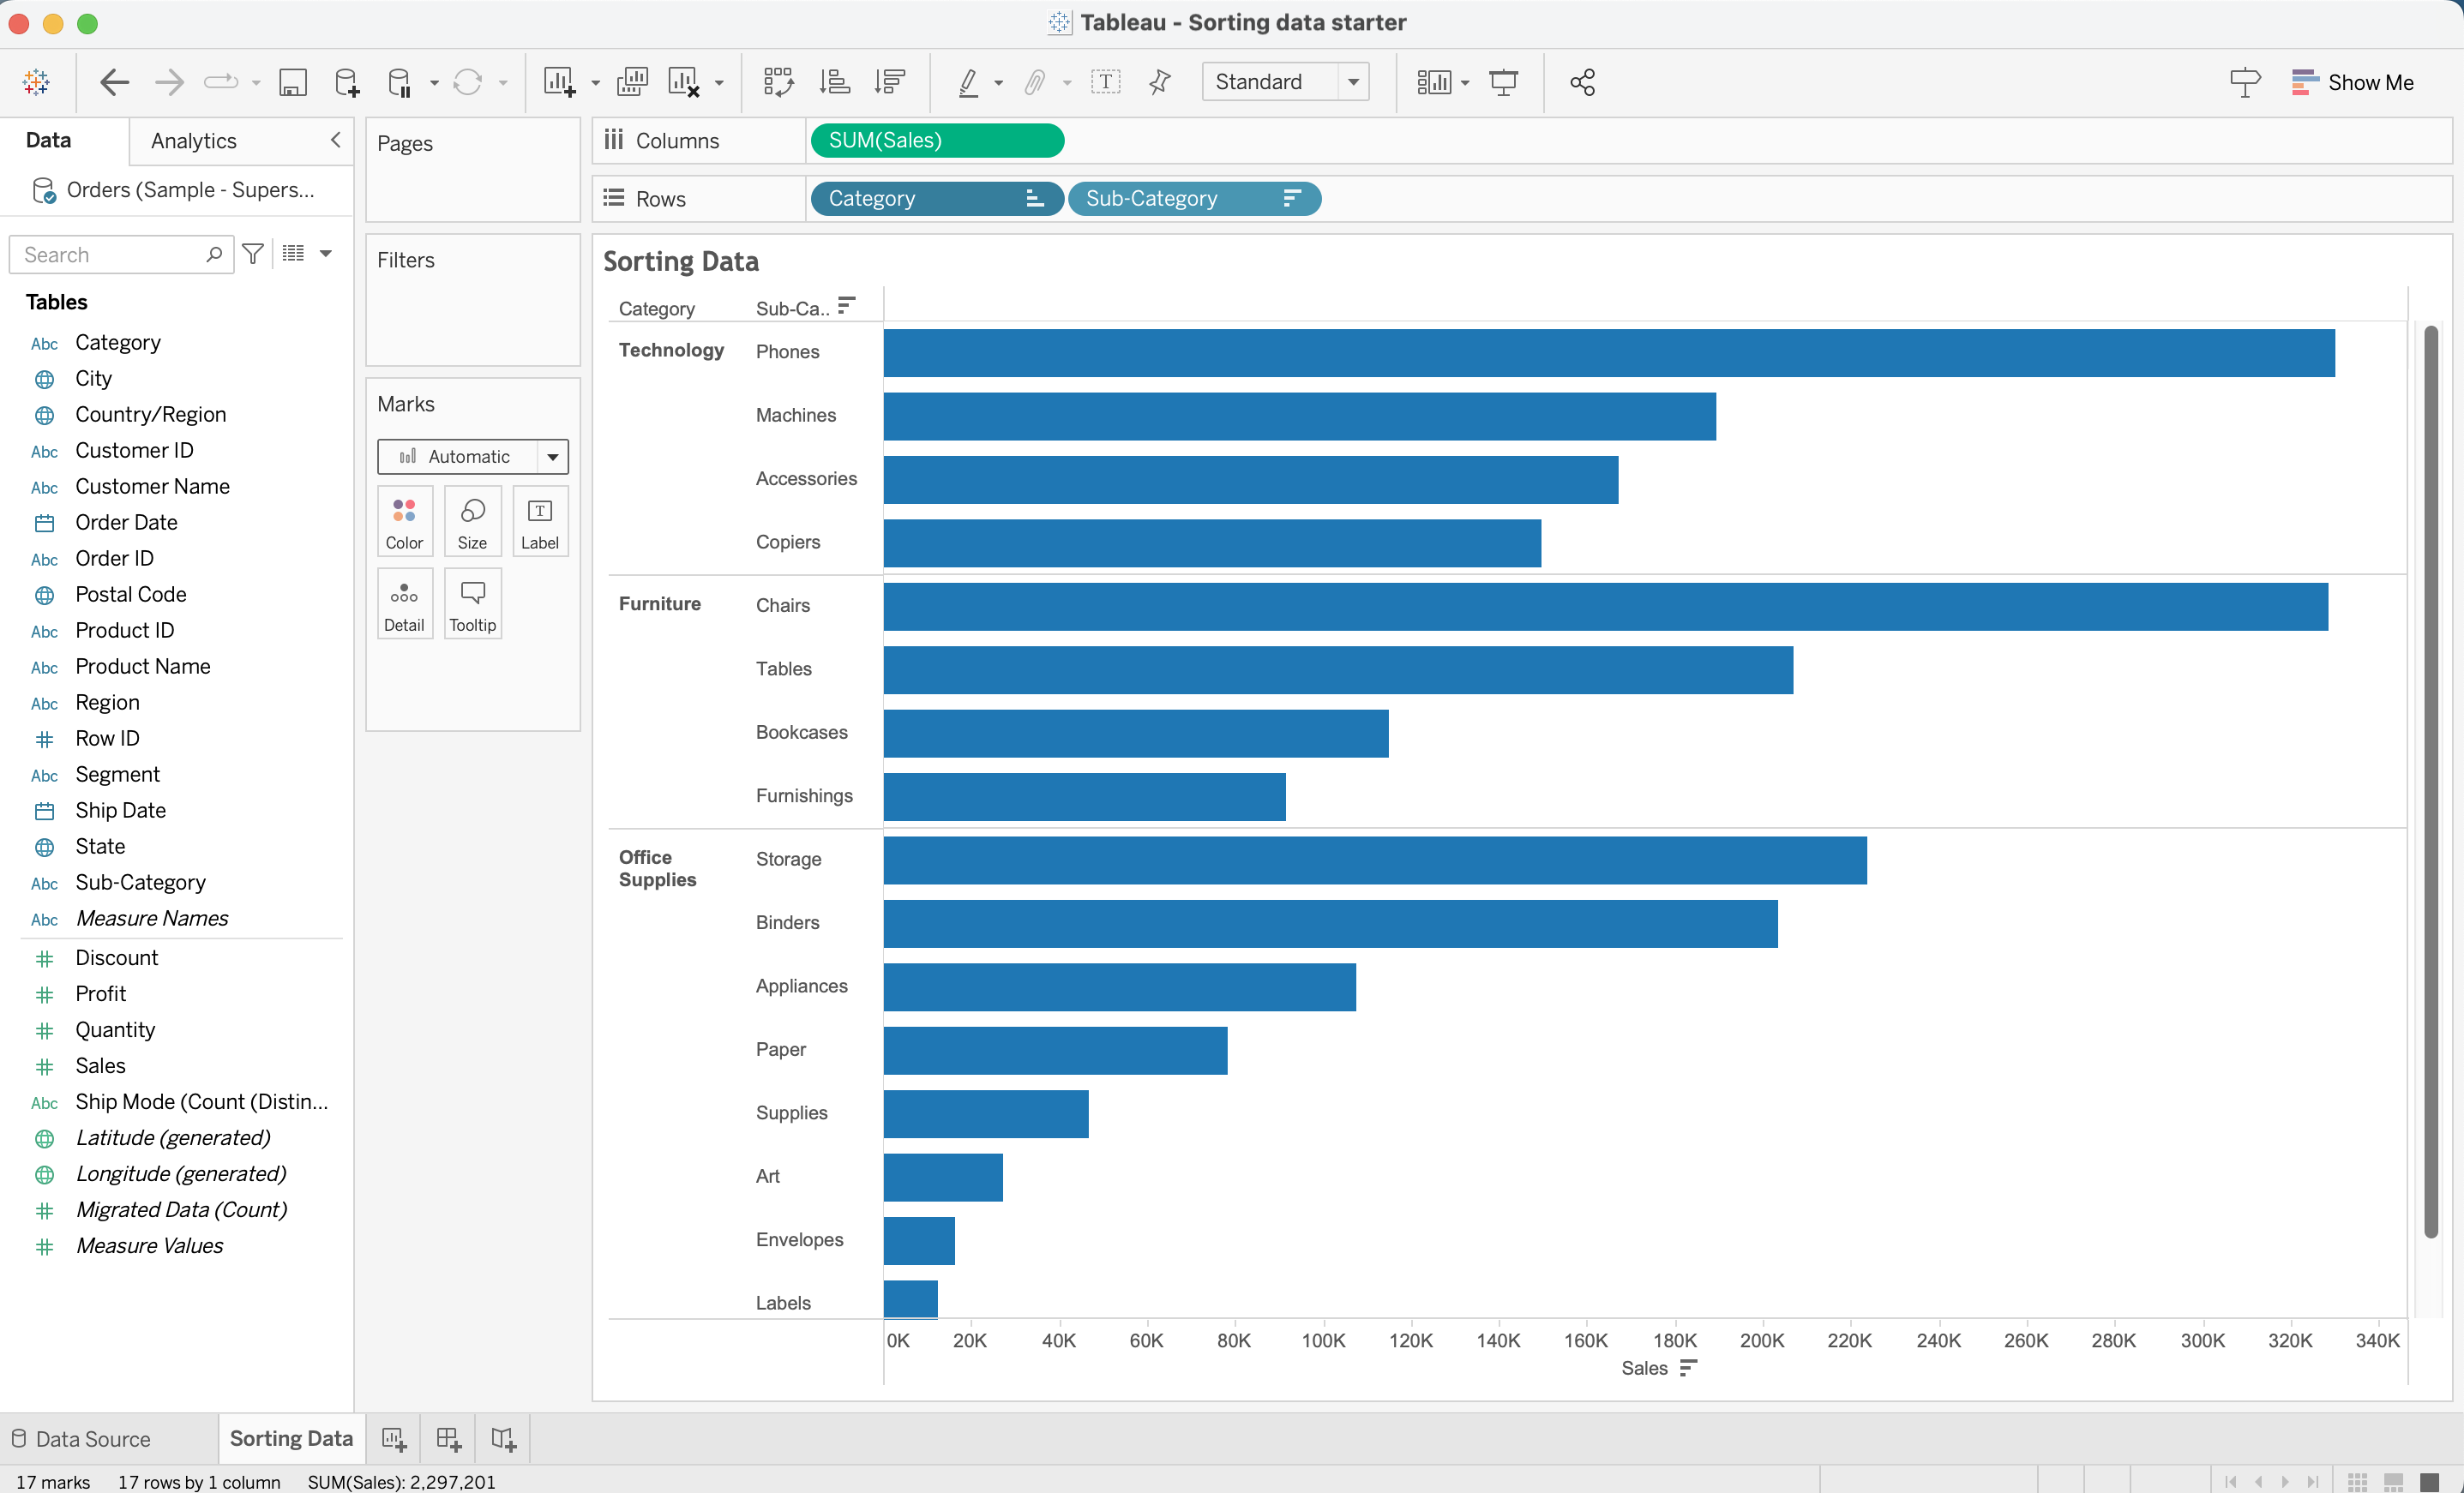 Tableau - Sorting data starter
Standard
Show Me
Data
Analytics
Orders (Sample - Supers...
Search
Tables
Abc Category
City
Country/Region
Abc Customer ID
Abc Customer Name
Order Date
Abc Order ID
Postal Code
Abc Product ID
Abc Product Name
Abc Region
Row ID
Abc Segment
Ship Date
State
Abc Sub-Category
Abc Measure Names
Discount
Profit
Quantity
Sales
Abc Ship Mode (Count (Distin...
Latitude (generated)
Longitude (generated)
Migrated Data (Count)
Measure Values
Pages
Filters
Marks
Automatic
Color
Size
T
Label
Detail
Tooltip
Columns
SUM(Sales)
Rows
Category
Sub-Category
Sorting Data
Category
Sub-Ca..
Technology
Phones
Machines
Accessories
Copiers
Furniture
Chairs
Tables
Bookcases
Furnishings
Office
Supplies
Storage
Binders
Appliances
Paper
Supplies
Art
Envelopes
Labels
0K 20K 40K 60K 80K 100K 120K 140K 160K 180K 200K 220K 240K 260K 280K 300K 320K 340K
Sales
Data Source
Sorting Data
17 marks
17 rows by 1 column
SUM(Sales): 2,297,201